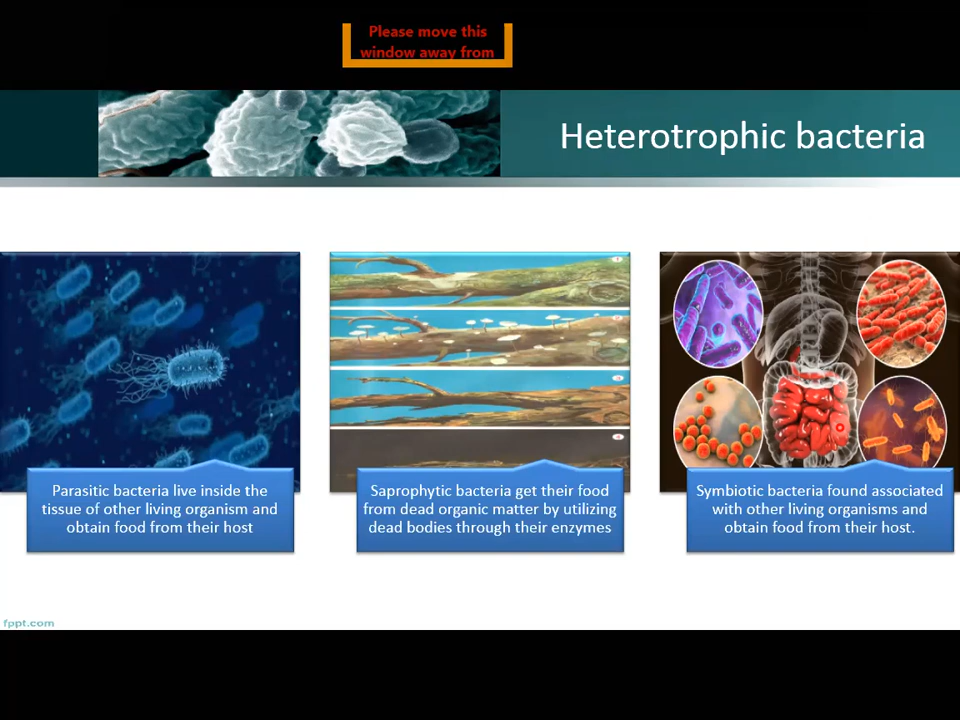 Please move this
window away from
Heterotrophic bacteria
Parasitic bacteria live inside the
tissue of other living organism and
obtain food from their host
Saprophytic bacteria get their food
from dead organic matter by utilizing
dead bodies through their enzymes
Symbiotic bacteria found associated
with other living organisms and
obtain food from their host.
fppt.com